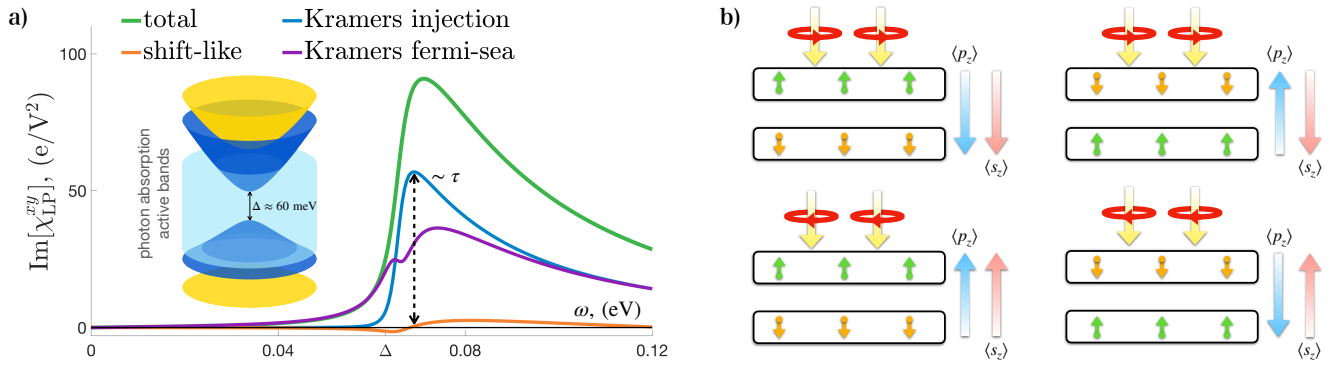 a)
total
Kramers injection
shift-like
Kramers fermi-sea
Im[χ_LP^xy], (e/V²)
100
50
0
photon absorption
active bands
Δ ≈ 60 meV
~ τ
ω, (eV)
0
0.04
Δ
0.08
0.12
b)
⟨p_z⟩
⟨s_z⟩
⟨p_z⟩
⟨s_z⟩
⟨p_z⟩
⟨s_z⟩
⟨p_z⟩
⟨s_z⟩